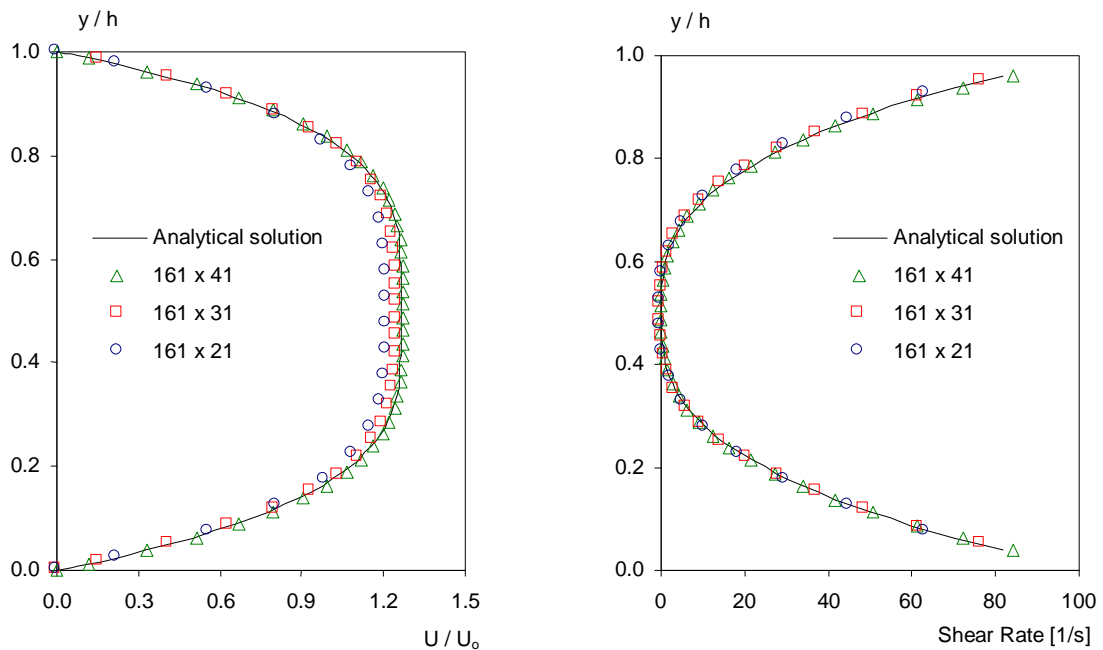 y / h
1.0
0.8
0.6
0.4
0.2
0.0
Analytical solution
161 x 41
161 x 31
161 x 21
0.0 0.3 0.6 0.9 1.2 1.5
U / Uₒ
y / h
1.0
0.8
0.6
0.4
0.2
0.0
Analytical solution
161 x 41
161 x 31
161 x 21
0 20 40 60 80 100
Shear Rate [1/s]